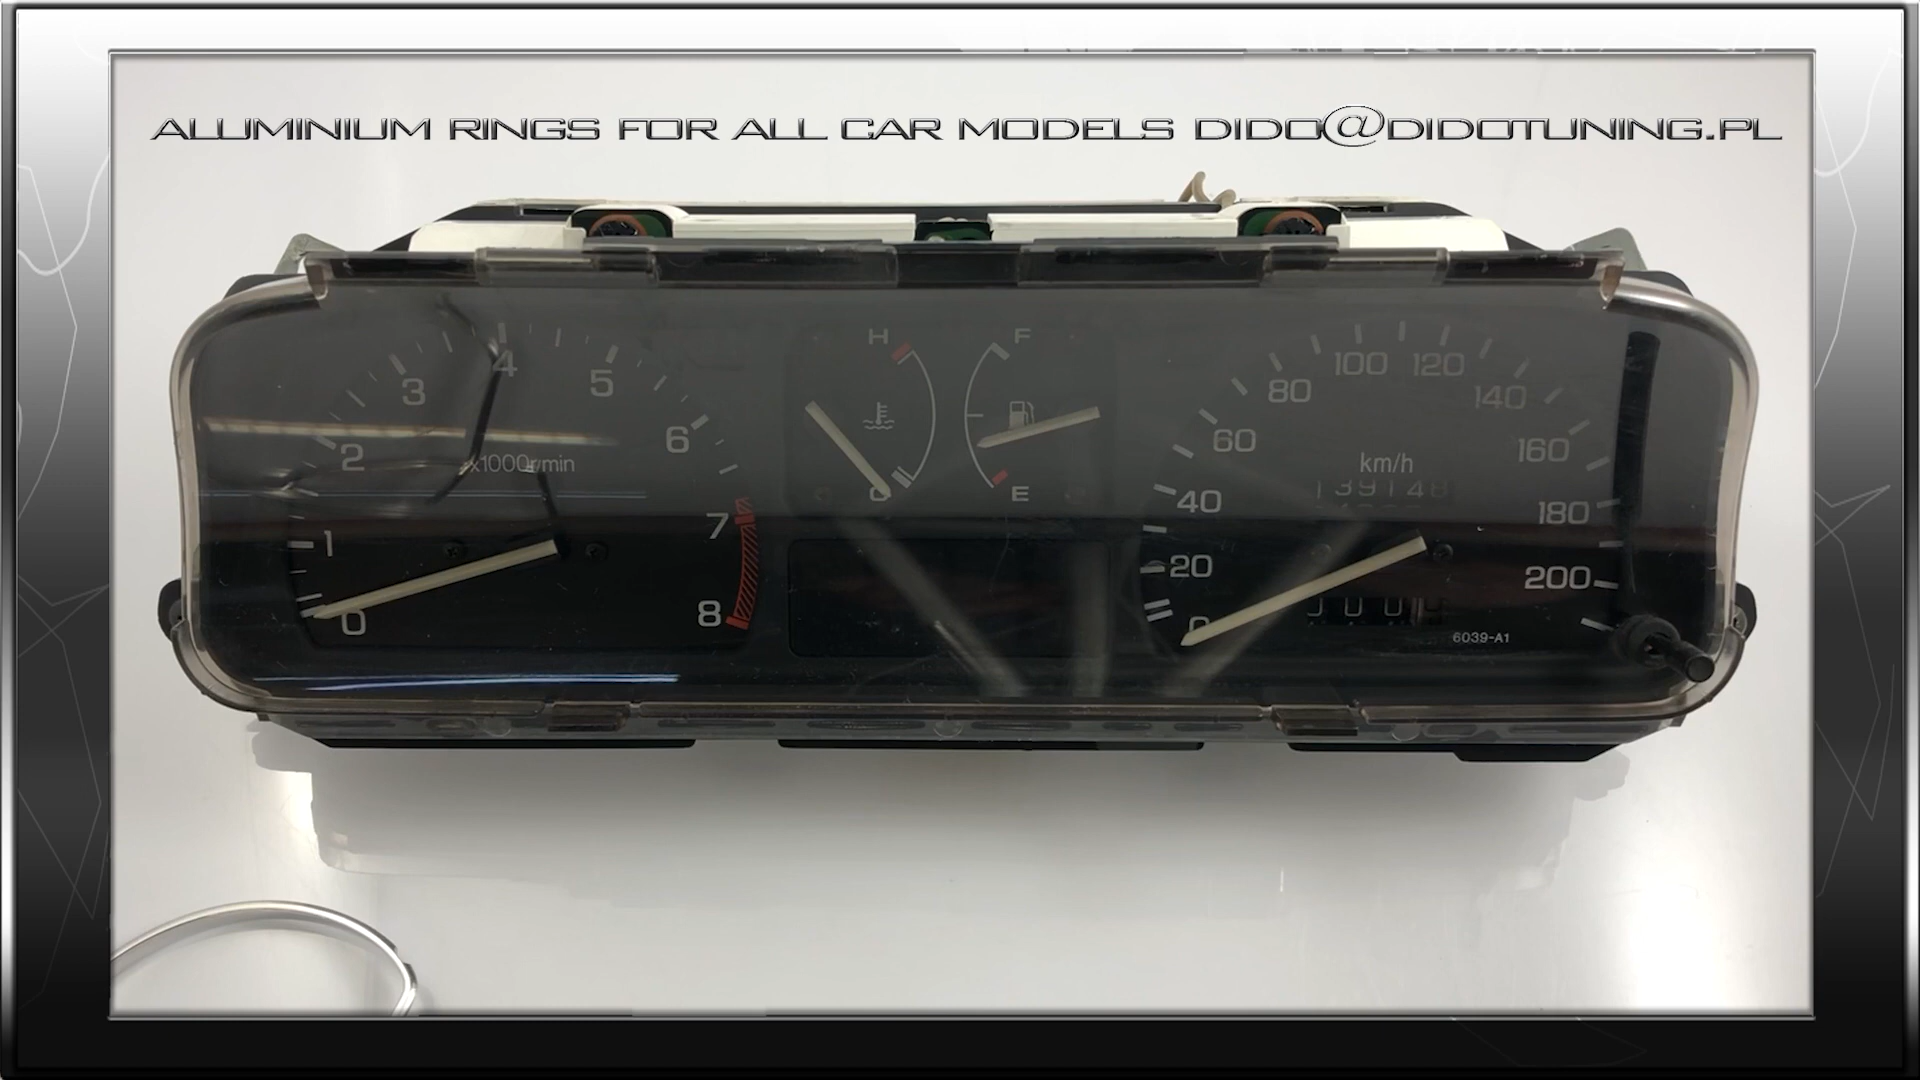 ALUMINIUM RINGS FOR ALL CAR MODELS DIDO@DIDOTUNING.PL
0 1 2 3 4 5 6 7 8
x1000r/min
H
F
E
0 20 40 60 80 100 120 140 160 180 200
km/h
139148
6039-A1